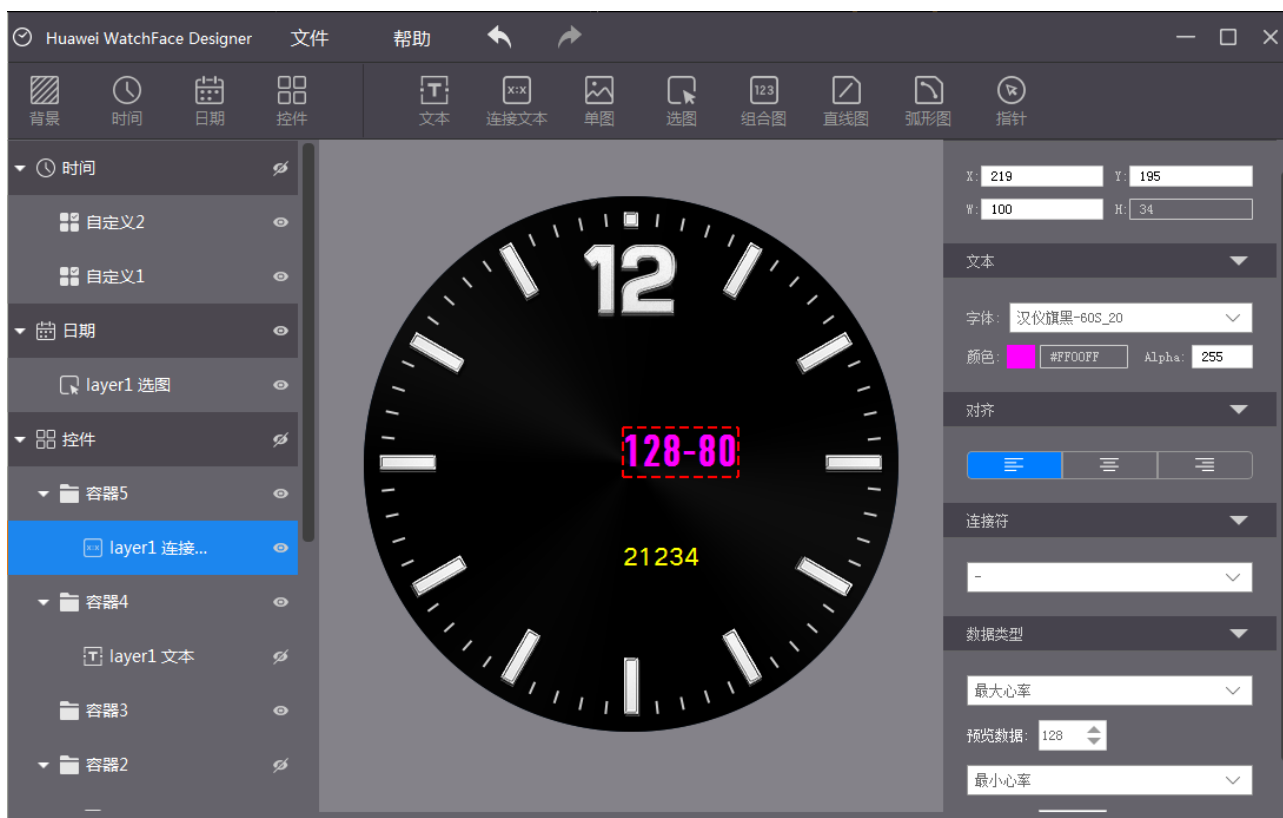 Huawei WatchFace Designer 文件 帮助
背景 时间 日期 控件 文本 连接文本 单图 选图 组合图 直线图 弧形图 指针
时间
自定义2
自定义1
日期
layer1 选图
控件
容器5
layer1 连接...
容器4
layer1 文本
容器3
容器2
12
128-80
21234
X: 219 Y: 195
W: 100 H: 34
文本
字体: 汉仪旗黑-60S_20
颜色: #FF00FF Alpha: 255
对齐
连接符
-
数据类型
最大心率
预览数据: 128
最小心率